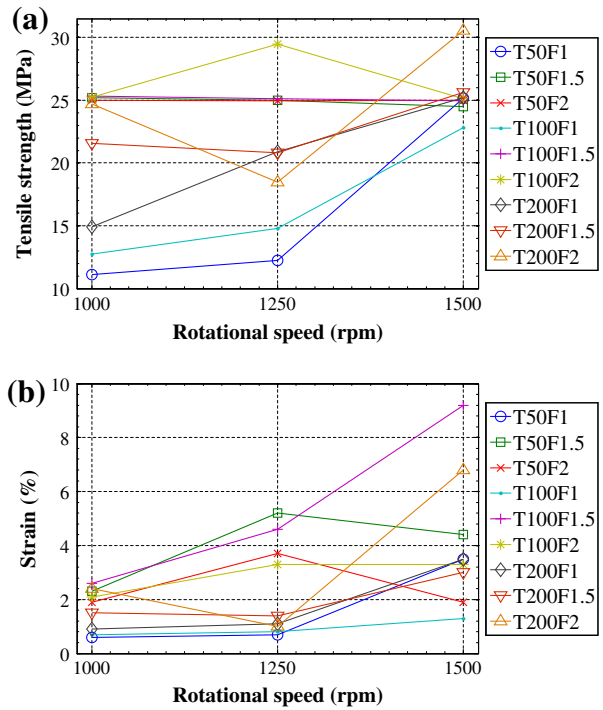 (a)
Tensile strength (MPa)
30
25
20
15
10
1000
1250
1500
Rotational speed (rpm)
T50F1
T50F1.5
T50F2
T100F1
T100F1.5
T100F2
T200F1
T200F1.5
T200F2
(b)
Strain (%)
10
8
6
4
2
0
1000
1250
1500
Rotational speed (rpm)
T50F1
T50F1.5
T50F2
T100F1
T100F1.5
T100F2
T200F1
T200F1.5
T200F2